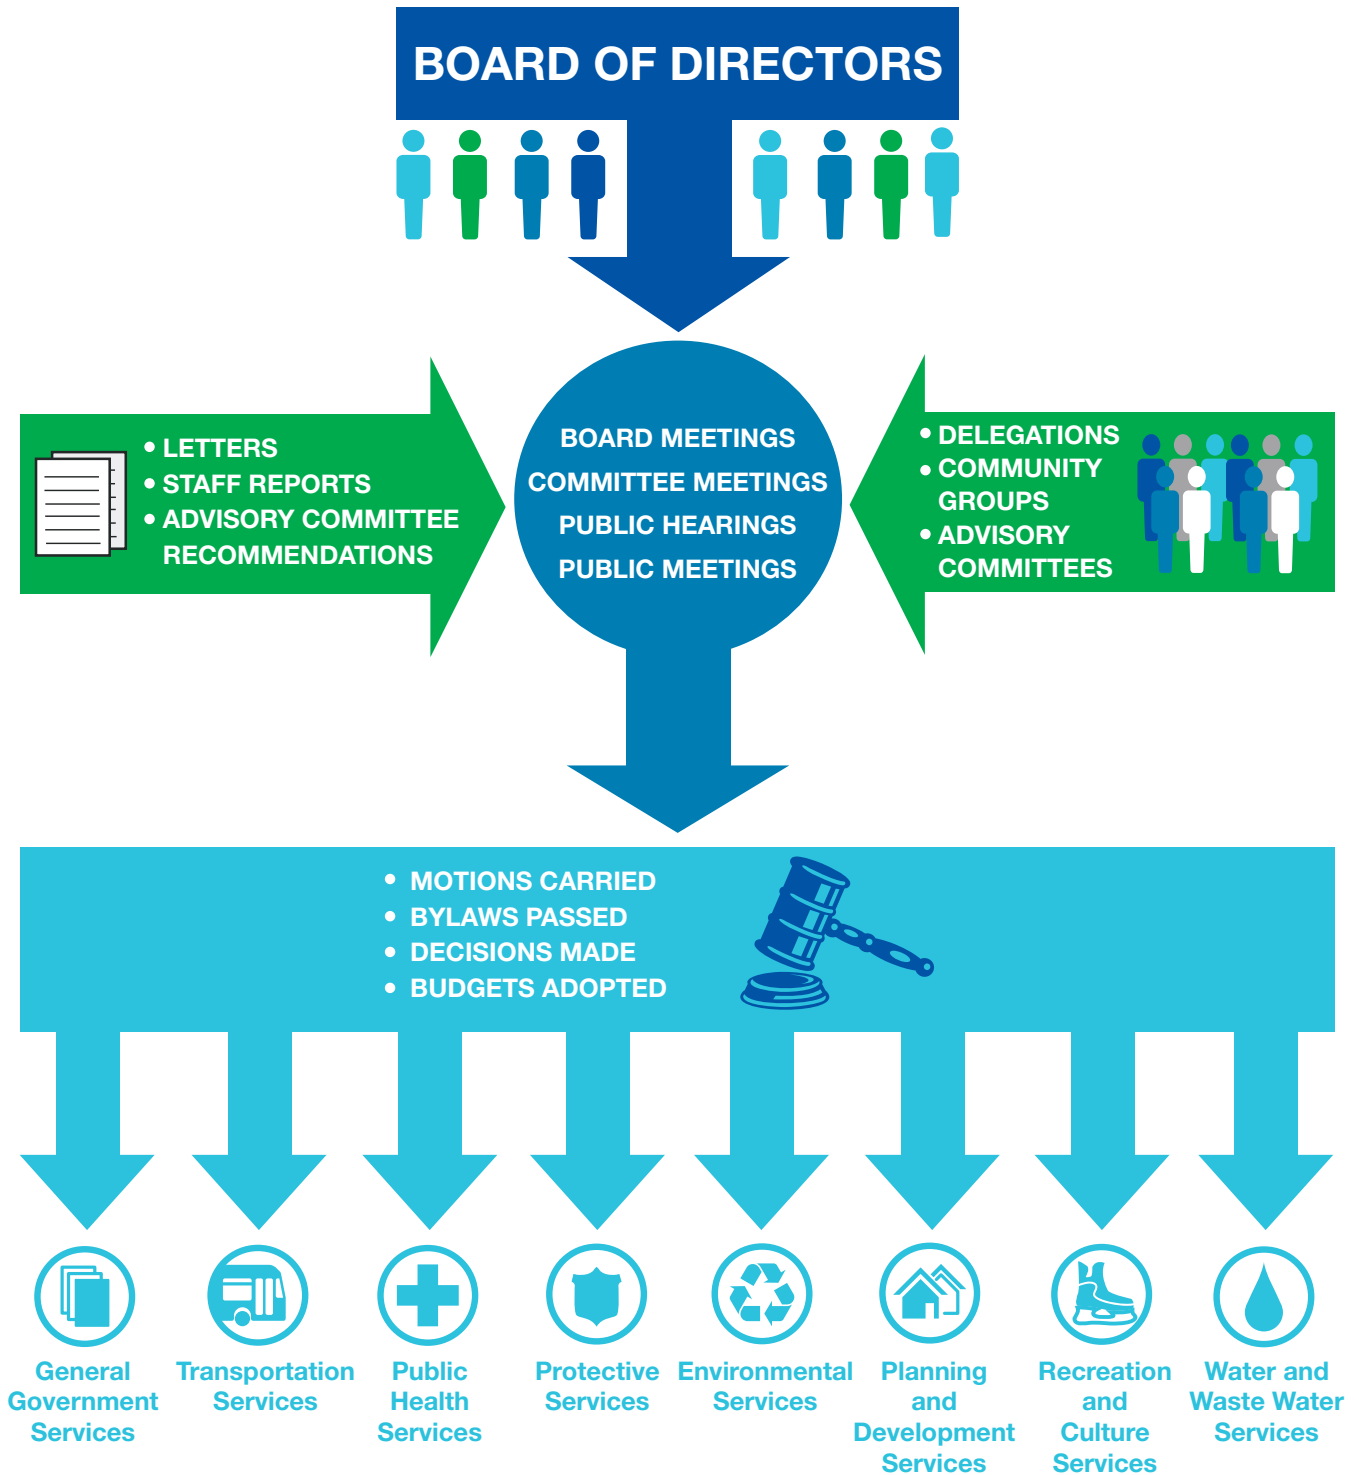 BOARD OF DIRECTORS
• LETTERS
• STAFF REPORTS
• ADVISORY COMMITTEE
RECOMMENDATIONS
BOARD MEETINGS
COMMITTEE MEETINGS
PUBLIC HEARINGS
PUBLIC MEETINGS
• DELEGATIONS
• COMMUNITY
GROUPS
• ADVISORY
COMMITTEES
• MOTIONS CARRIED
• BYLAWS PASSED
• DECISIONS MADE
• BUDGETS ADOPTED
General
Government
Services
Transportation
Services
Public
Health
Services
Protective
Services
Environmental
Services
Planning
and
Development
Services
Recreation
and
Culture
Services
Water and
Waste Water
Services